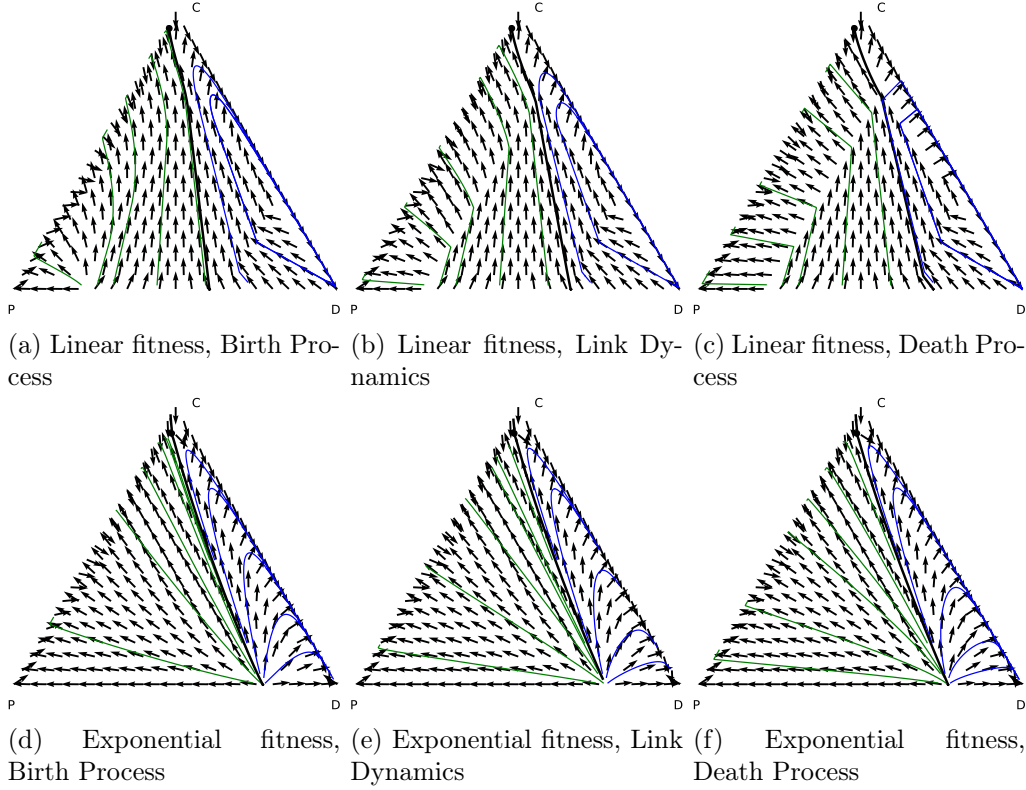 C
C
C
P
D
P
D
P
D
(a) Linear fitness, Birth Pro-
cess
(b) Linear fitness, Link Dy-
namics
(c) Linear fitness, Death Pro-
cess
C
C
C
P
D
P
D
P
D
(d) Exponential fitness,
Birth Process
(e) Exponential fitness, Link
Dynamics
(f) Exponential fitness,
Death Process